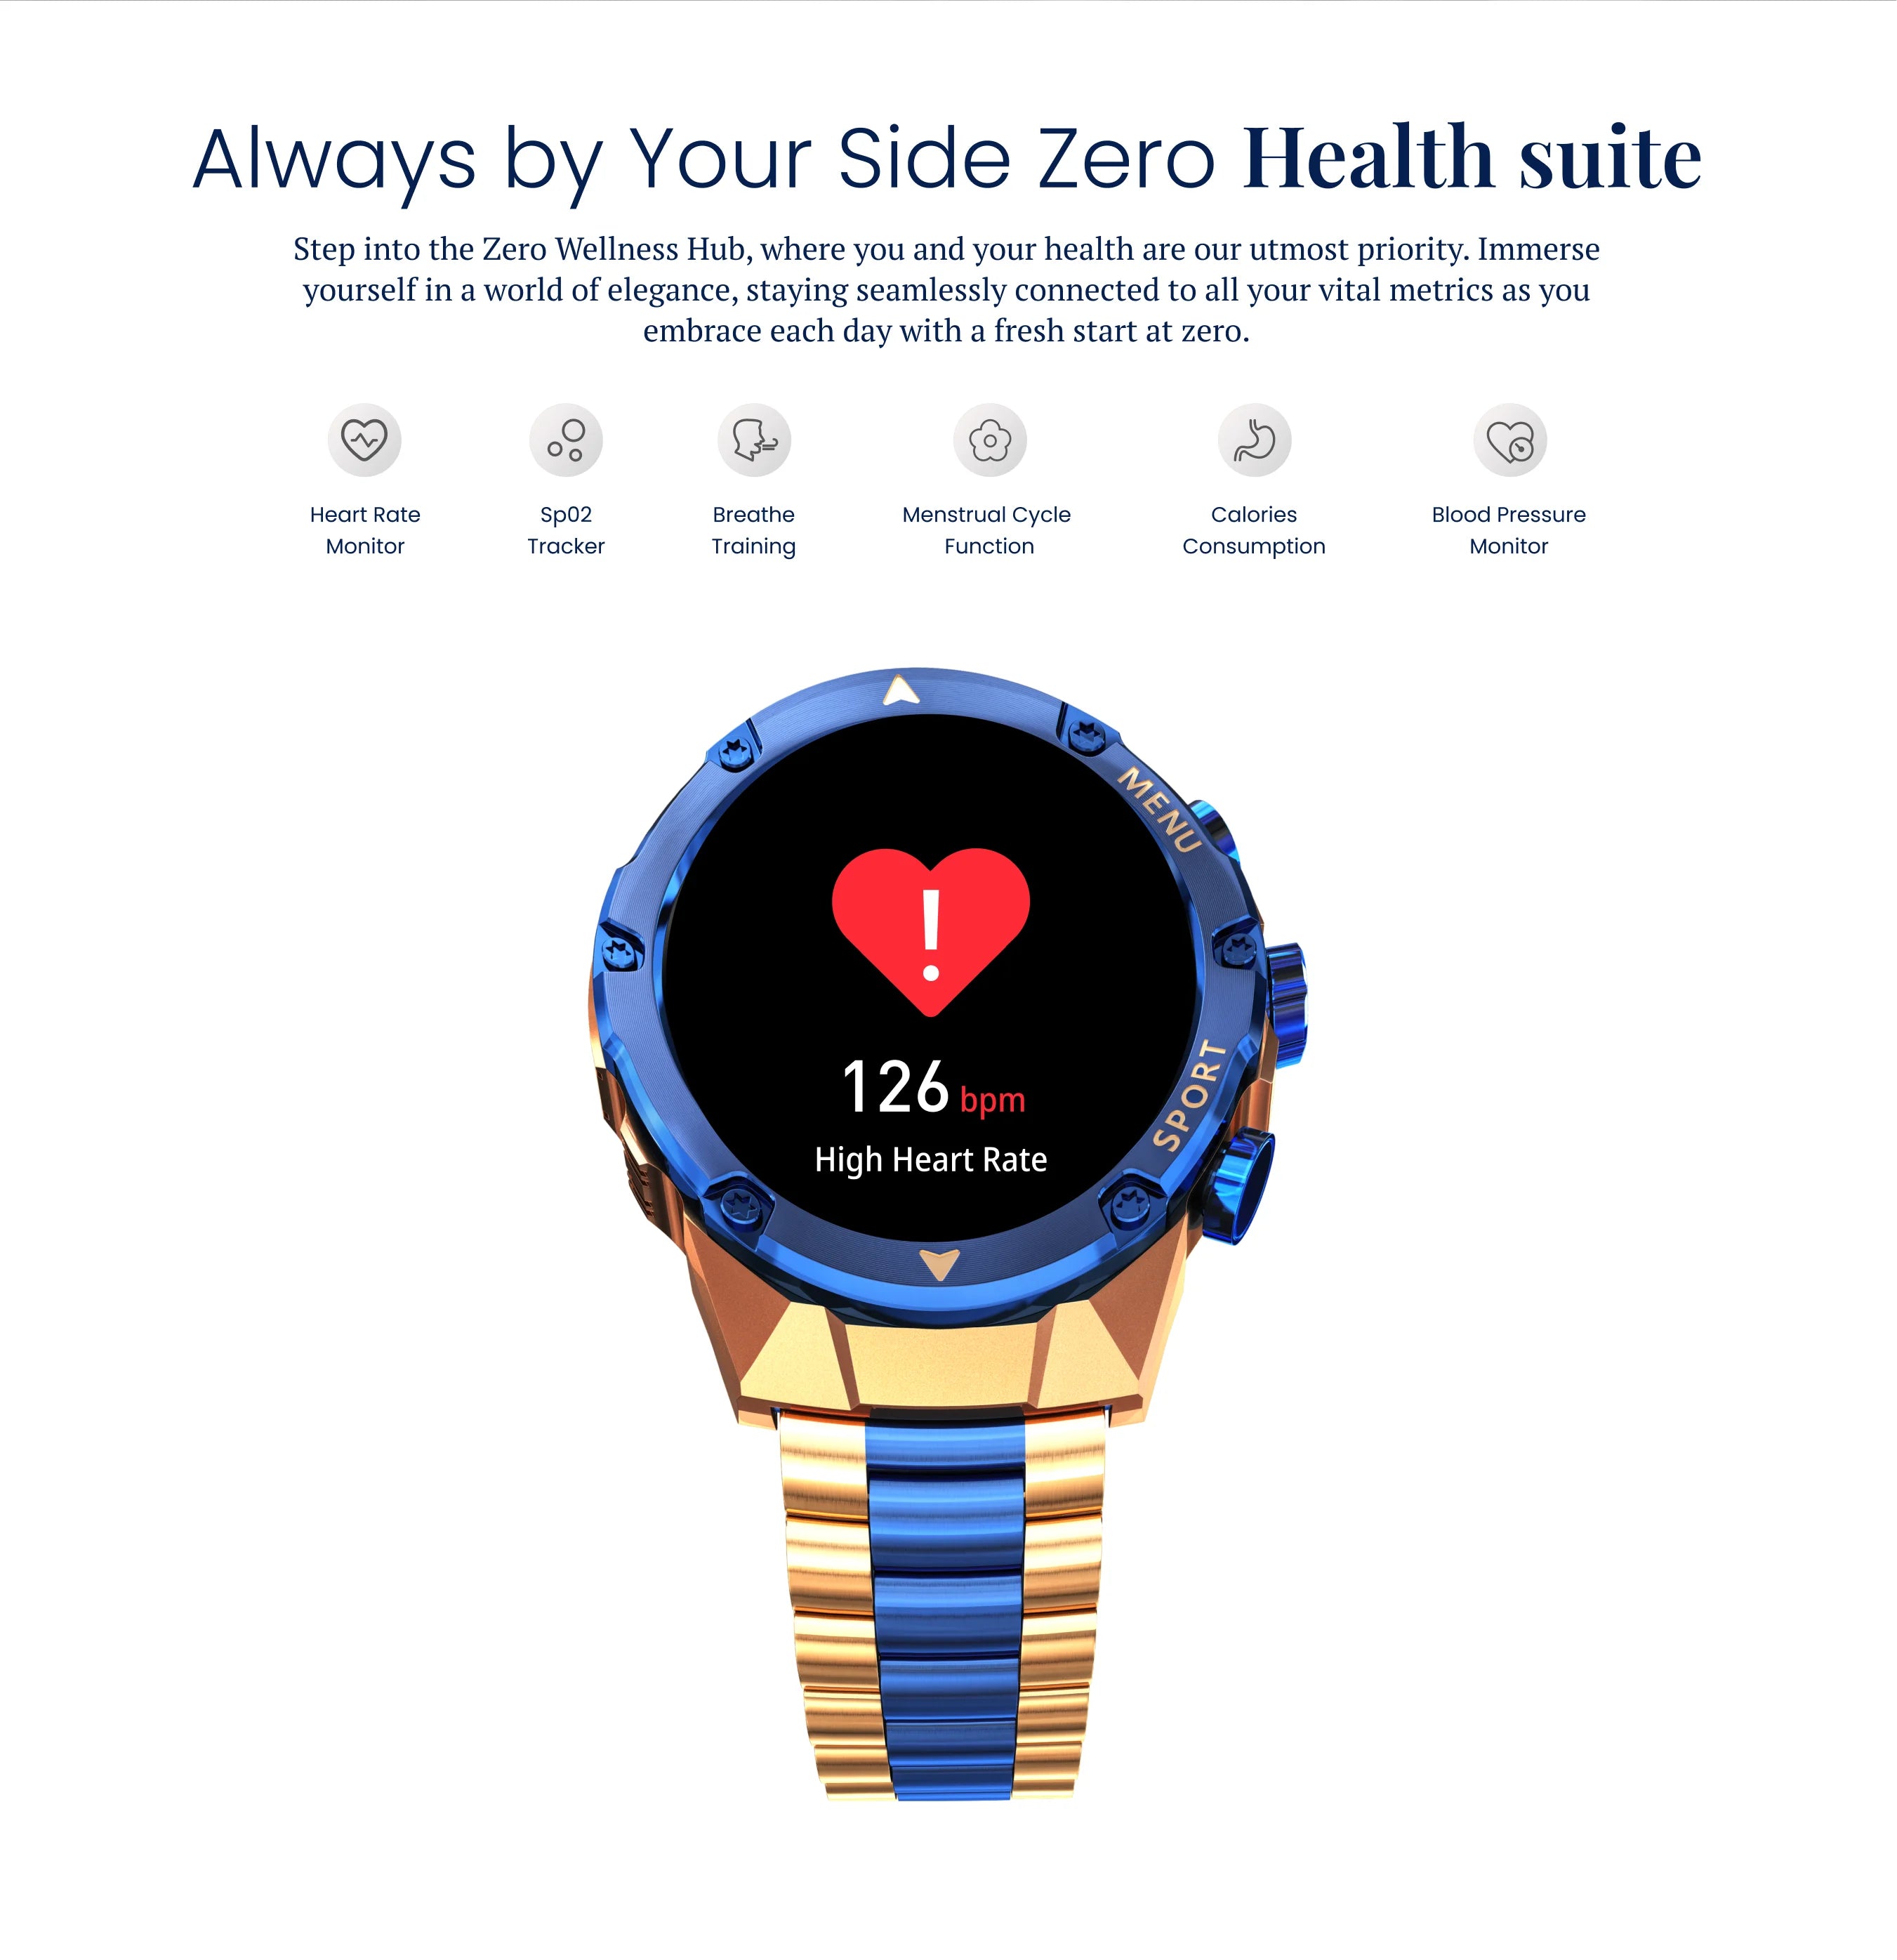 Always by Your Side Zero Health suite
Step into the Zero Wellness Hub, where you and your health are our utmost priority. Immerse
yourself in a world of elegance, staying seamlessly connected to all your vital metrics as you
embrace each day with a fresh start at zero.
Heart Rate
Monitor
Sp02
Tracker
Breathe
Training
Menstrual Cycle
Function
Calories
Consumption
Blood Pressure
Monitor
MENU
!
SPORT
126 bpm
High Heart Rate